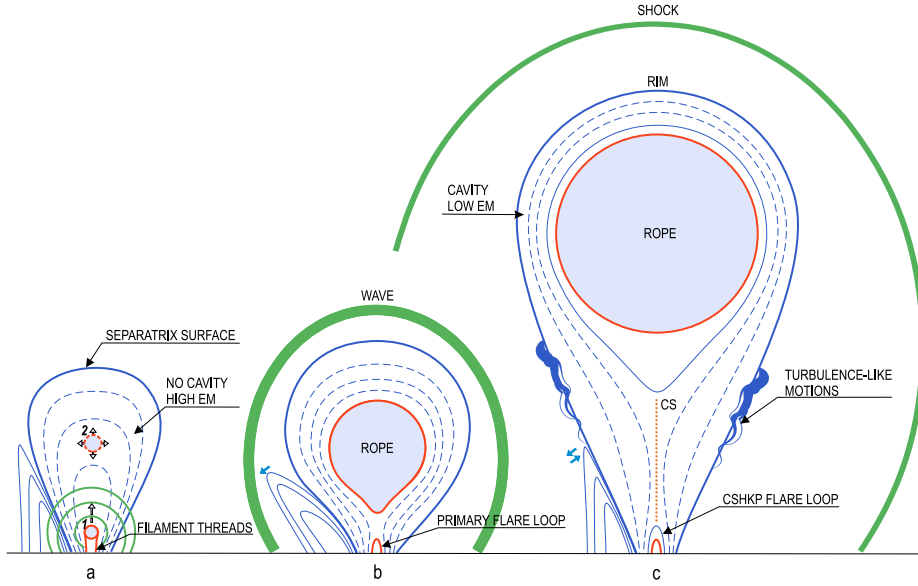 SHOCK
RIM
CAVITY
LOW EM
ROPE
WAVE
SEPARATRIX SURFACE
NO CAVITY
HIGH EM
TURBULENCE-LIKE
MOTIONS
CS
2
ROPE
1
FILAMENT THREADS
PRIMARY FLARE LOOP
CSHKP FLARE LOOP
a
b
c